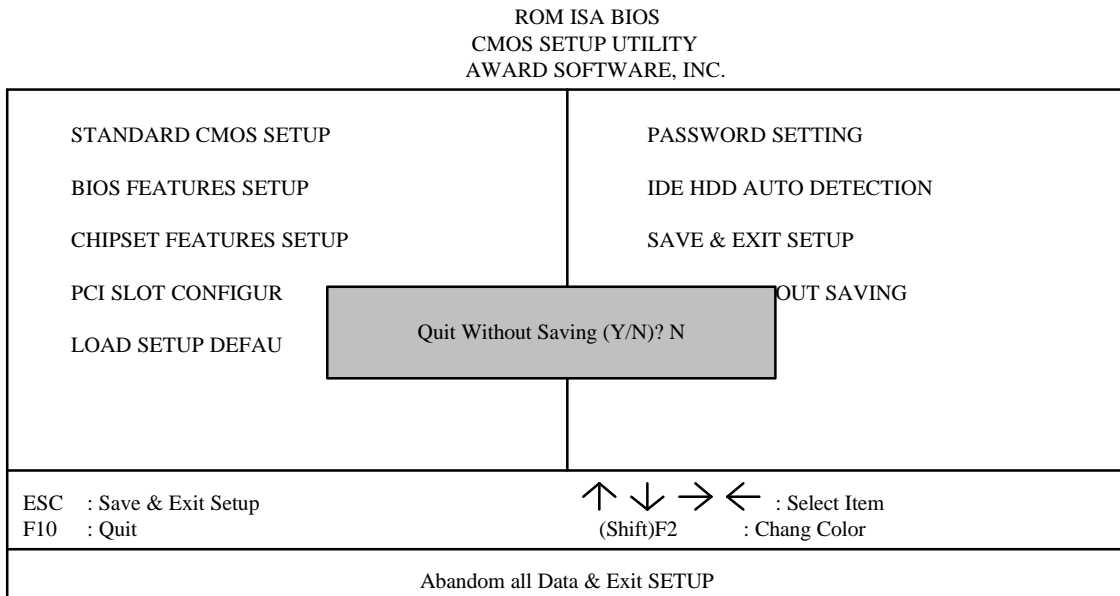 ROM ISA BIOS
CMOS SETUP UTILITY
AWARD SOFTWARE, INC.
STANDARD CMOS SETUP
BIOS FEATURES SETUP
CHIPSET FEATURES SETUP
PCI SLOT CONFIGUR
LOAD SETUP DEFAU
PASSWORD SETTING
IDE HDD AUTO DETECTION
SAVE & EXIT SETUP
OUT SAVING
Quit Without Saving (Y/N)? N
ESC : Save & Exit Setup
F10 : Quit
↑ ↓ → ← : Select Item
(Shift)F2 : Chang Color
Abandom all Data & Exit SETUP